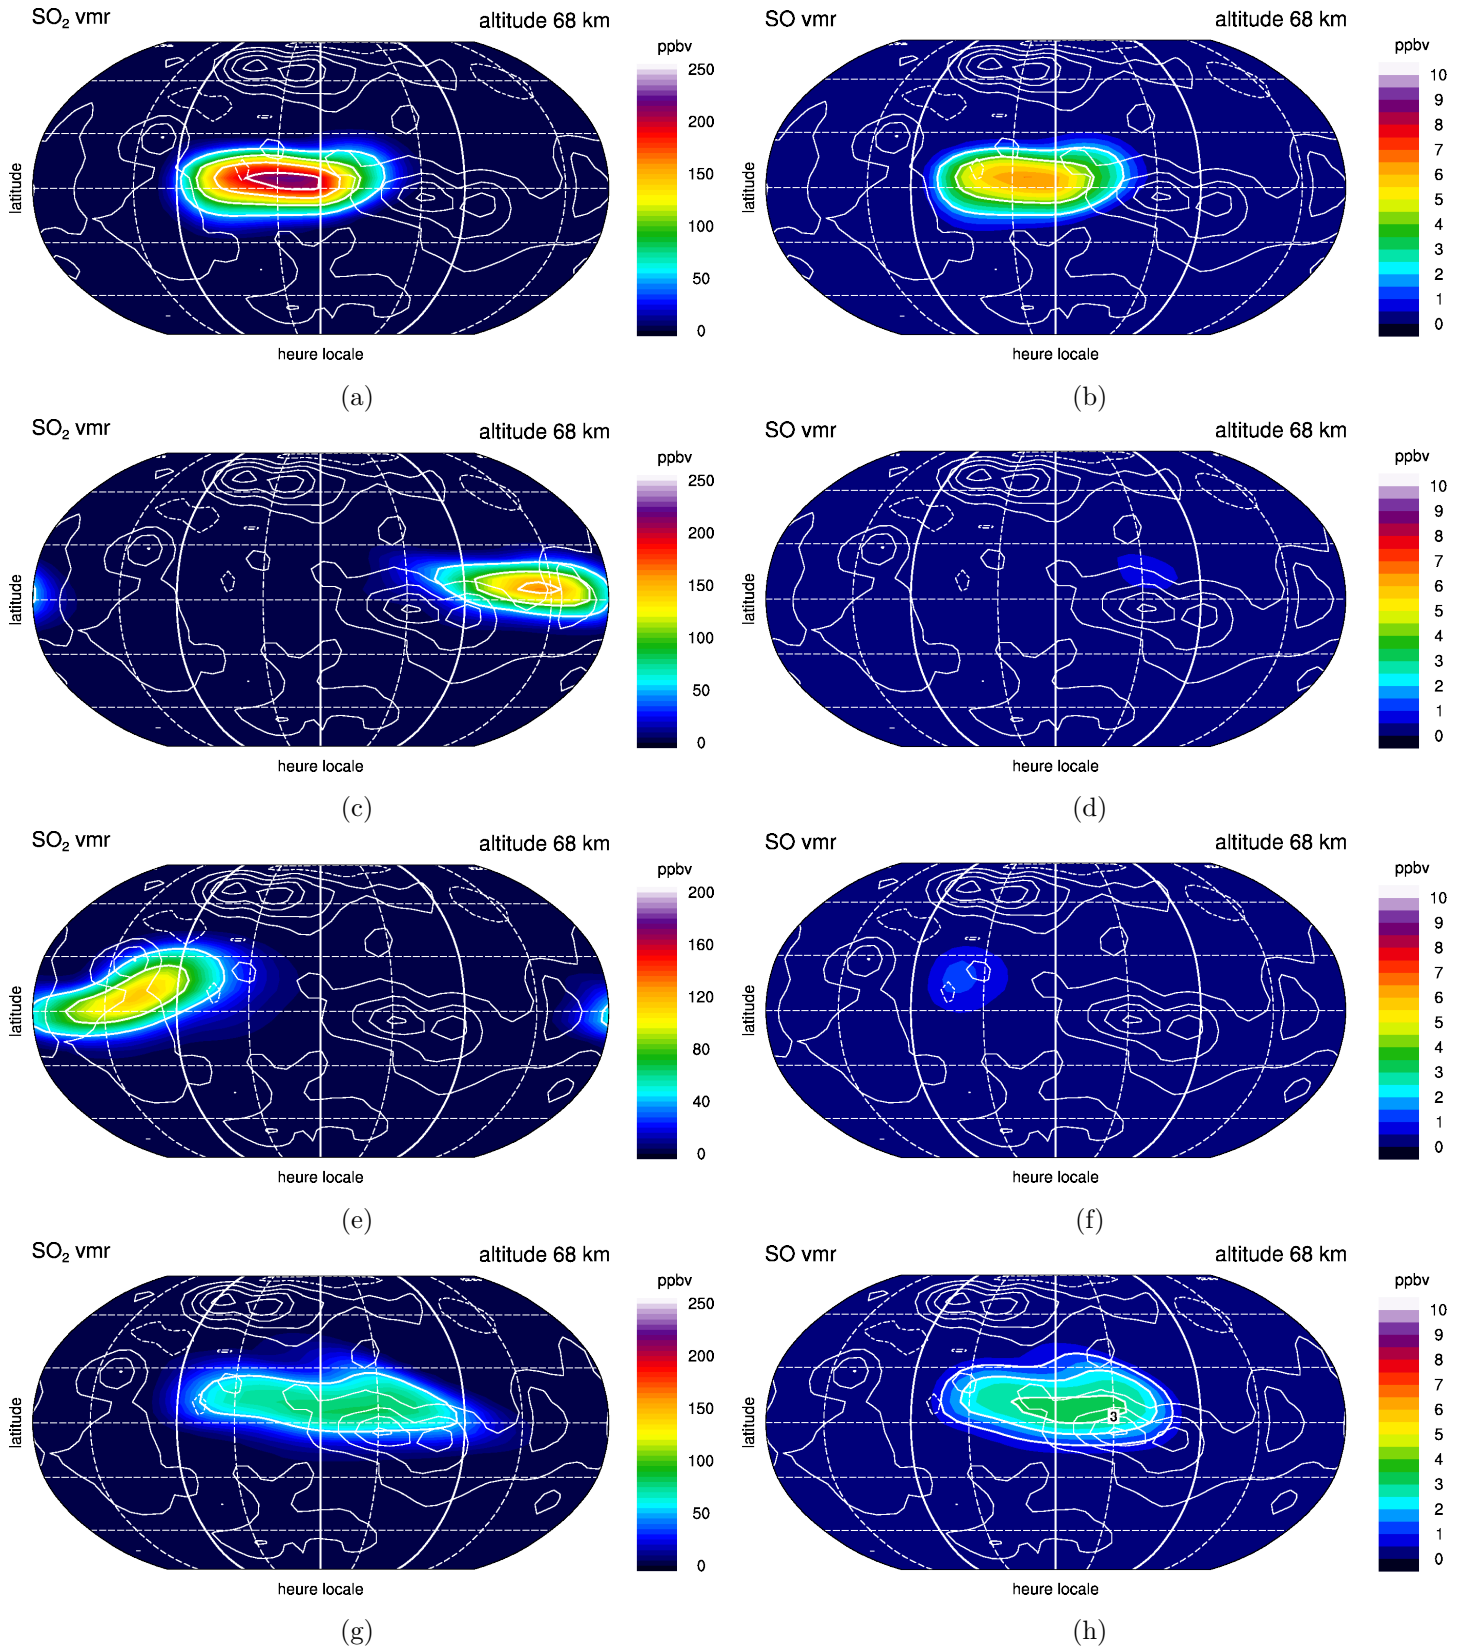 SO₂ vmr altitude 68 km
ppbv
250
200
150
100
50
0
latitude
heure locale
(a)
SO vmr altitude 68 km
ppbv
10
9
8
7
6
5
4
3
2
1
0
latitude
heure locale
(b)
SO₂ vmr altitude 68 km
ppbv
250
200
150
100
50
0
latitude
heure locale
(c)
SO vmr altitude 68 km
ppbv
10
9
8
7
6
5
4
3
2
1
0
latitude
heure locale
(d)
SO₂ vmr altitude 68 km
ppbv
200
160
120
80
40
0
latitude
heure locale
(e)
SO vmr altitude 68 km
ppbv
10
9
8
7
6
5
4
3
2
1
0
latitude
heure locale
(f)
SO₂ vmr altitude 68 km
ppbv
250
200
150
100
50
0
latitude
heure locale
(g)
SO vmr altitude 68 km
ppbv
10
9
8
7
6
5
4
3
2
1
0
3
latitude
heure locale
(h)